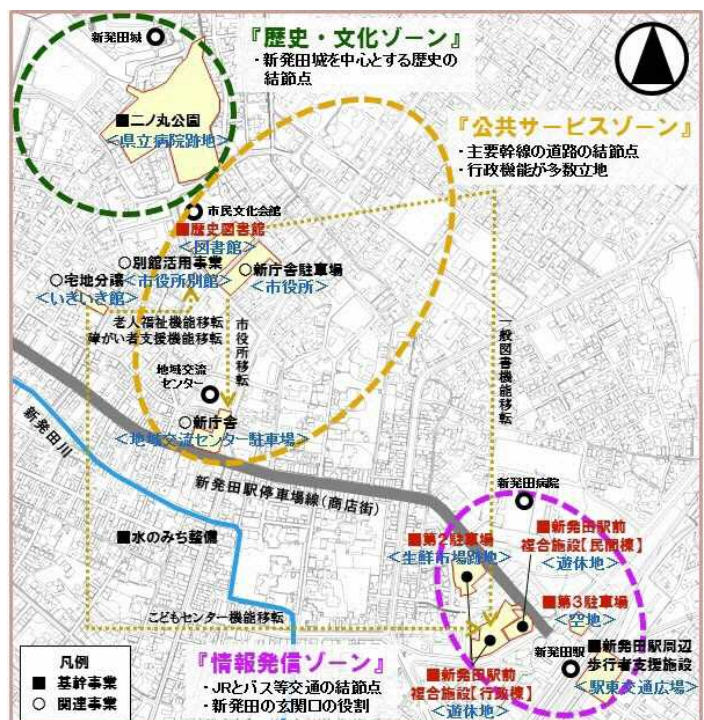 『歴史・文化ゾーン』
・新発田城を中心とする歴史の
結節点
新発田城
■二ノ丸公園
<県立病院跡地>
『公共サービスゾーン』
・主要幹線の道路の結節点
・行政機能が多数立地
市民文化会館
■歴史図書館
<図書館>
○別館活用事業
<市役所別館>
○新庁舎駐車場
<市役所>
○宅地分譲
<いきいき館>
老人福祉機能移転
障がい者支援機能移転
市役所移転
一般図書機能移転
地域交流
センター
○新庁舎
<地域交流センター駐車場>
新発田川
新発田駅停車場線(商店街)
新発田病院
■水のみち整備
■第2駐車場
<生鮮市場跡地>
■新発田駅前
複合施設【民間棟】
<遊休地>
■第3駐車場
<空地>
こどもセンター機能移転
『情報発信ゾーン』
・JRとバス等交通の結節点
・新発田の玄関口の役割
■新発田駅前
複合施設【行政棟】
<遊休地>
新発田駅
■新発田駅周辺
歩行者支援施設
<駅東交通広場>
凡例
■ 基幹事業
○ 関連事業